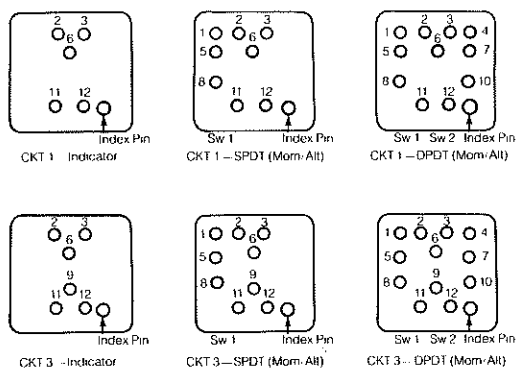 2 3
6
11 12
Index Pin
CKT 1 – Indicator
1 2 3
5 6
8
11 12
Sw 1 Index Pin
CKT 1 – SPDT (Mom-Alt)
1 2 3 4
5 6 7
8 10
11 12
Sw 1 Sw 2 Index Pin
CKT 1 – DPDT (Mom-Alt)
2 3
6
9
11 12
Index Pin
CKT 3 – Indicator
1 2 3
5 6
8 9
11 12
Sw 1 Index Pin
CKT 3 – SPDT (Mom-Alt)
1 2 3 4
5 6 7
8 9 10
11 12
Sw 1 Sw 2 Index Pin
CKT 3 – DPDT (Mom-Alt)